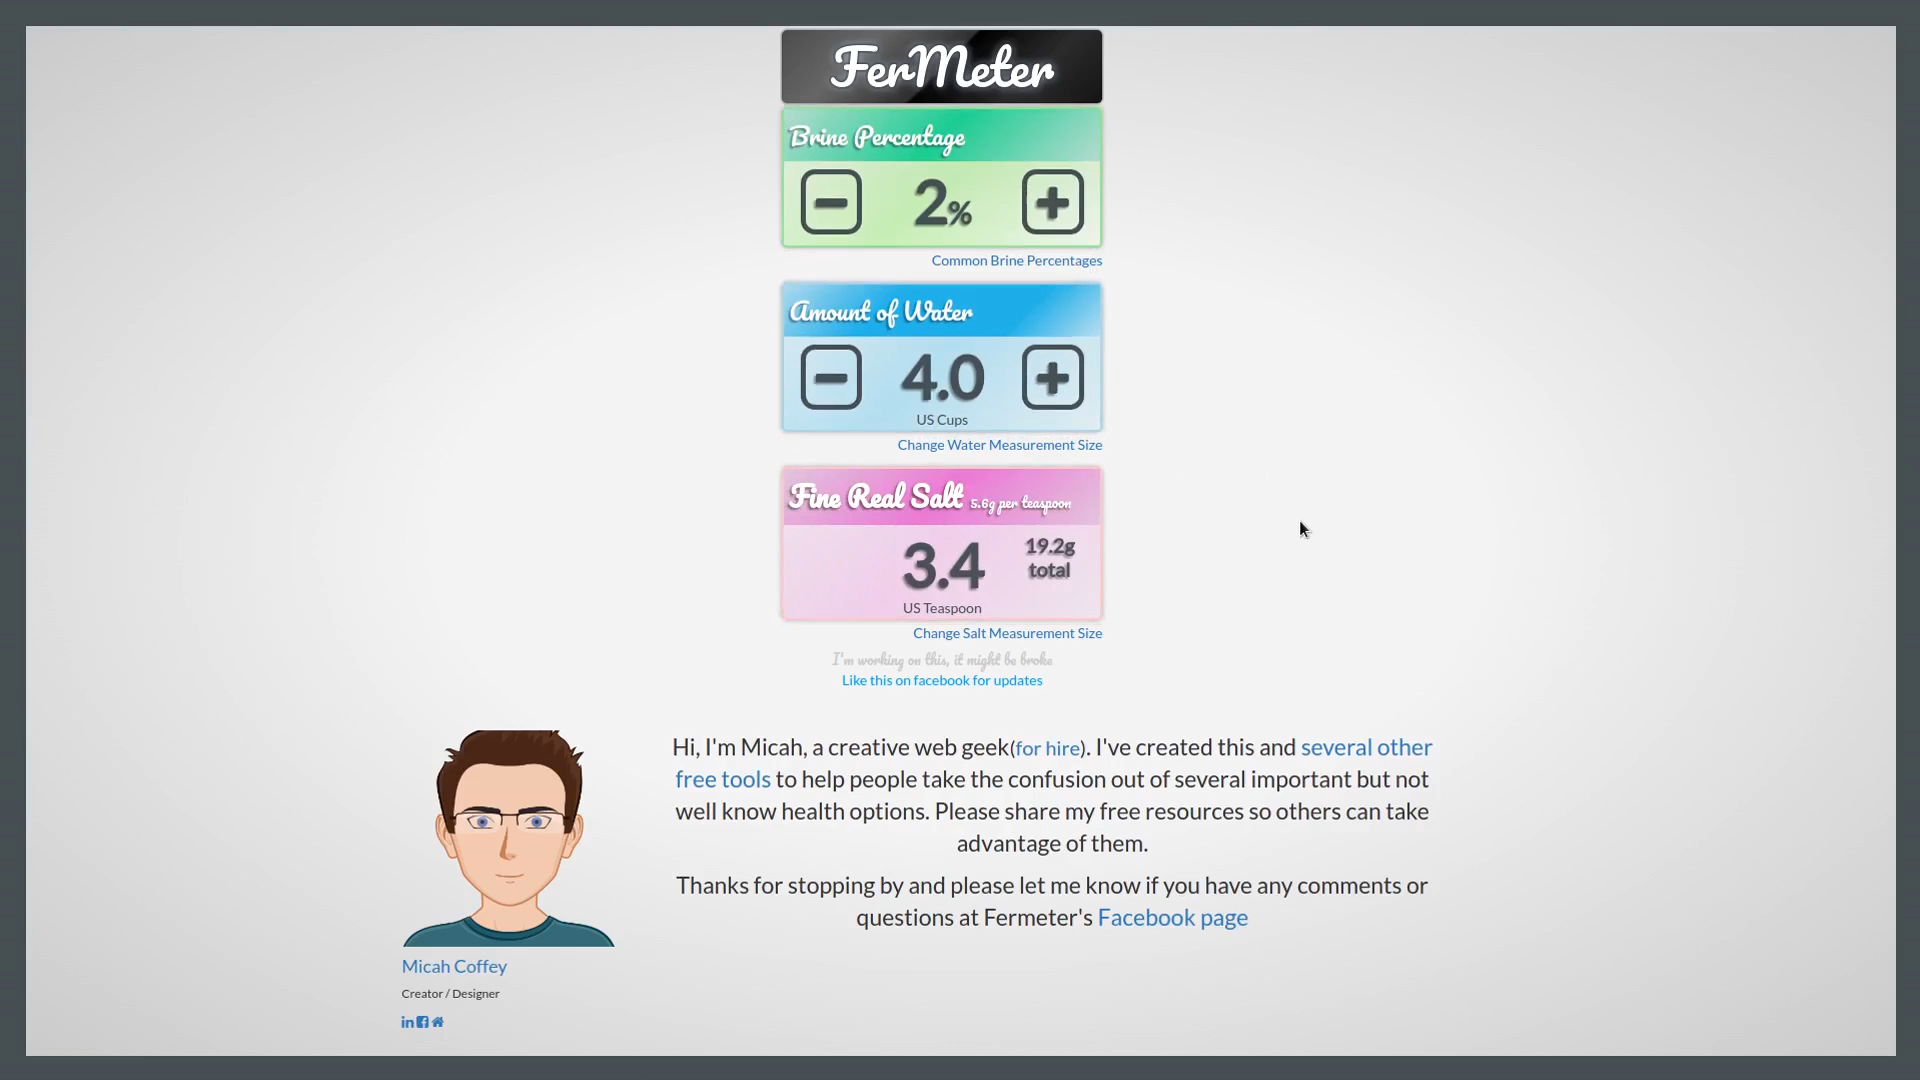 FerMeter
Brine Percentage
2%
Common Brine Percentages
Amount of Water
4.0
US Cups
Change Water Measurement Size
Fine Real Salt 5.6g per teaspoon
3.4
19.2g
total
US Teaspoon
Change Salt Measurement Size
I'm working on this, it might be broke
Like this on facebook for updates
Hi, I'm Micah, a creative web geek(for hire). I've created this and several other
free tools to help people take the confusion out of several important but not
well know health options. Please share my free resources so others can take
advantage of them.
Thanks for stopping by and please let me know if you have any comments or
questions at Fermeter's Facebook page
Micah Coffey
Creator / Designer